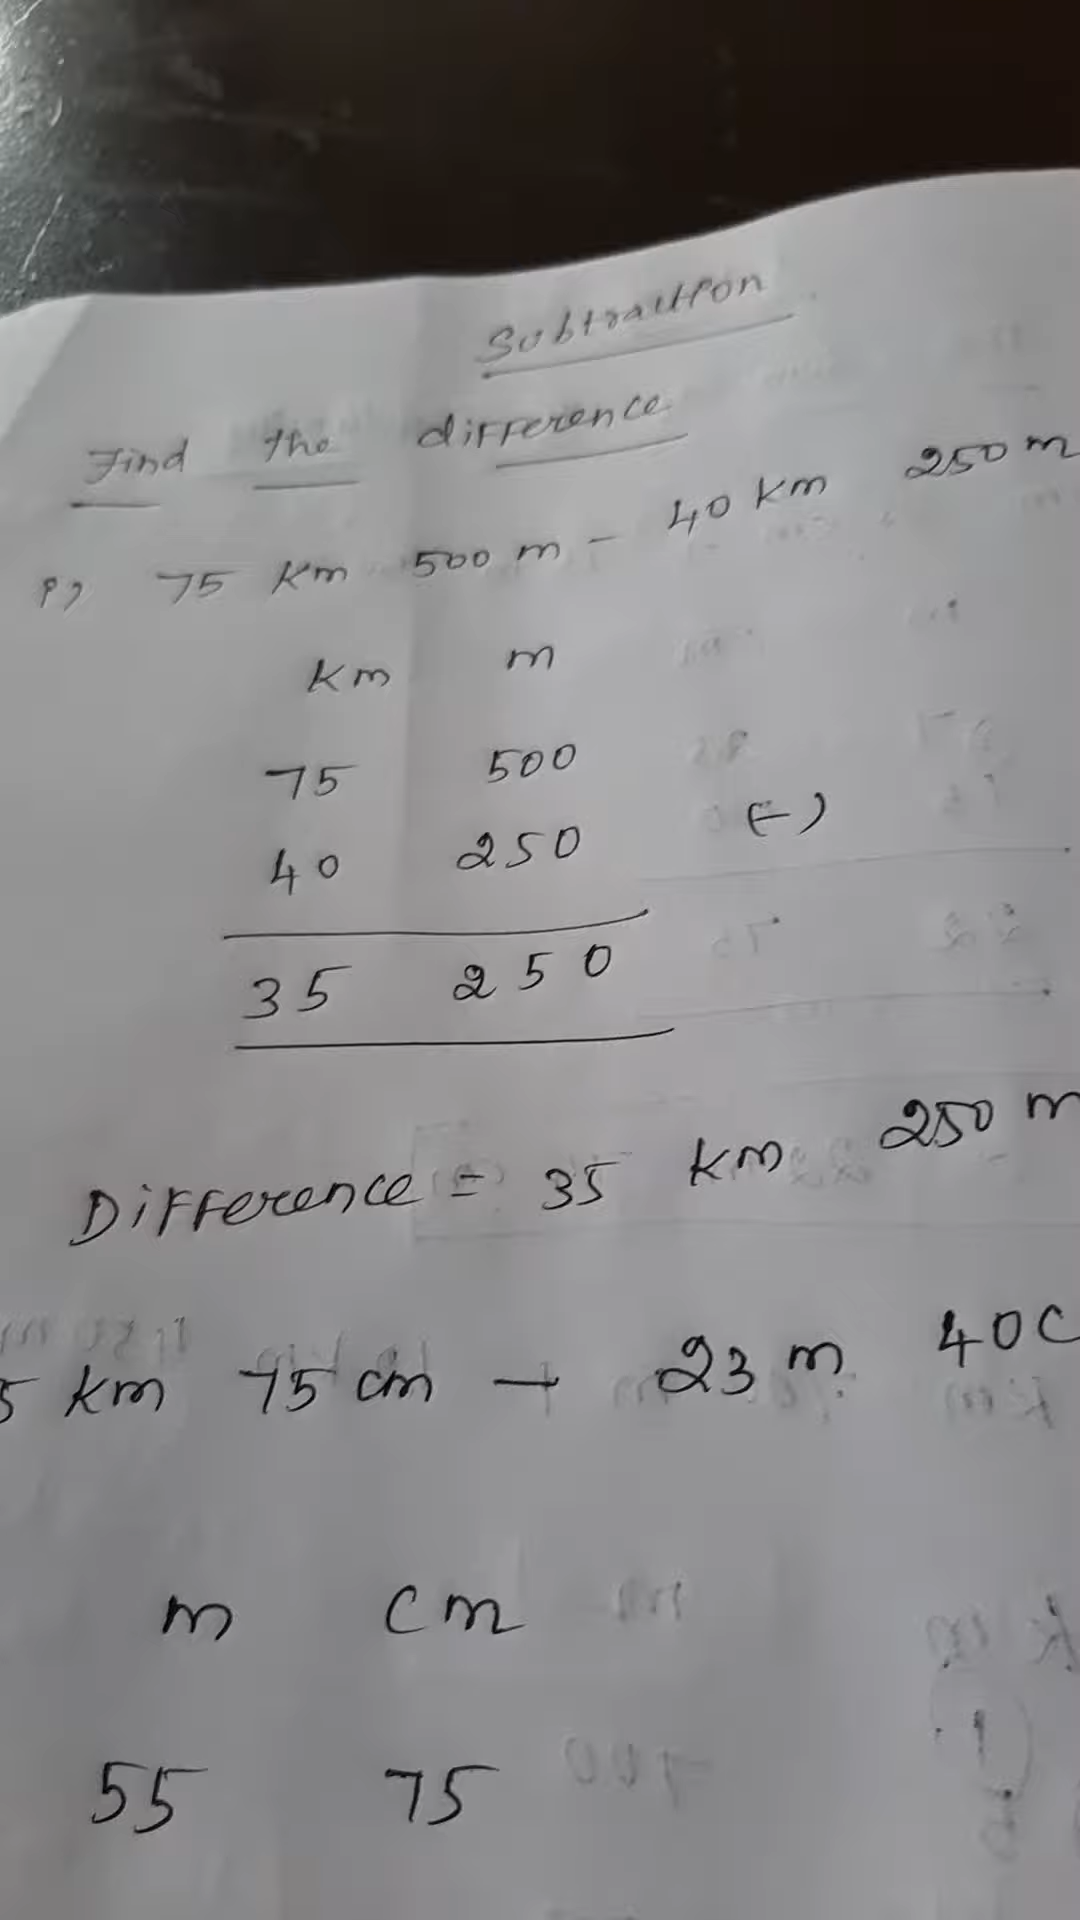 Subtraction
Find the difference
i) 75 Km 500 m - 40 Km 250 m
Km m
75 500
40 250 (-)
35 250
Difference = 35 Km 250 m
5 Km 75 cm - 23 m 40 c
m cm
55 75